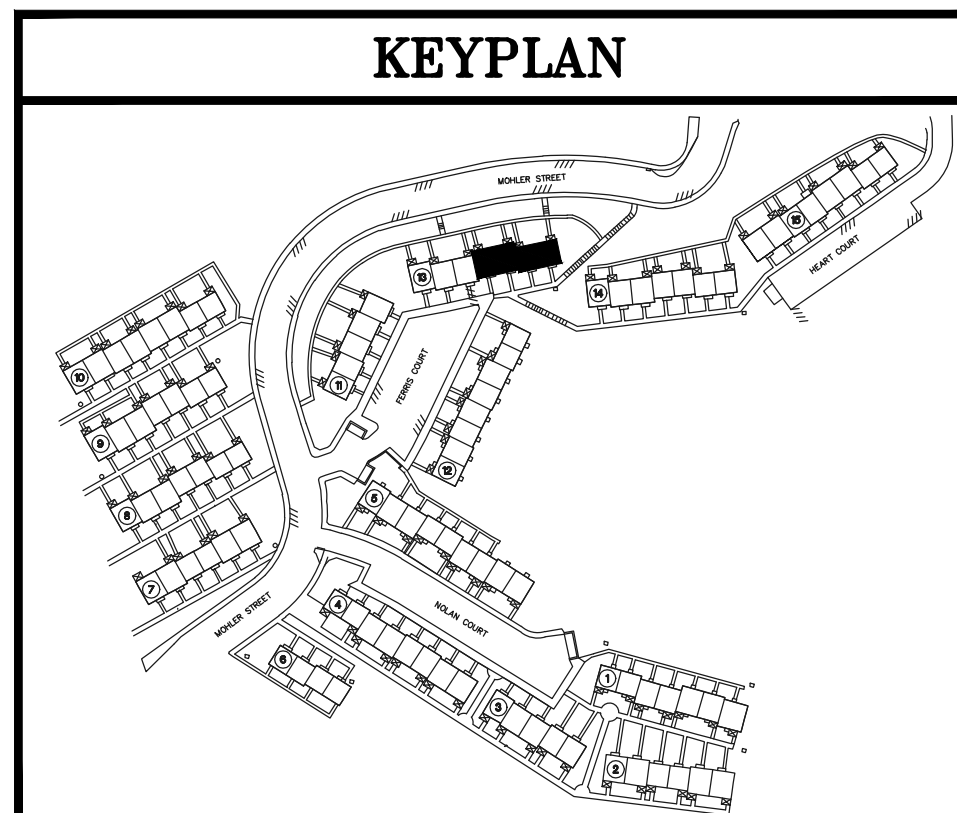 KEYPLAN
MOHLER STREET
15
HEART COURT
13
14
10
11
FERRIS COURT
9
12
8
5
7
4
NOLAN COURT
MOHLER STREET
6
1
3
2